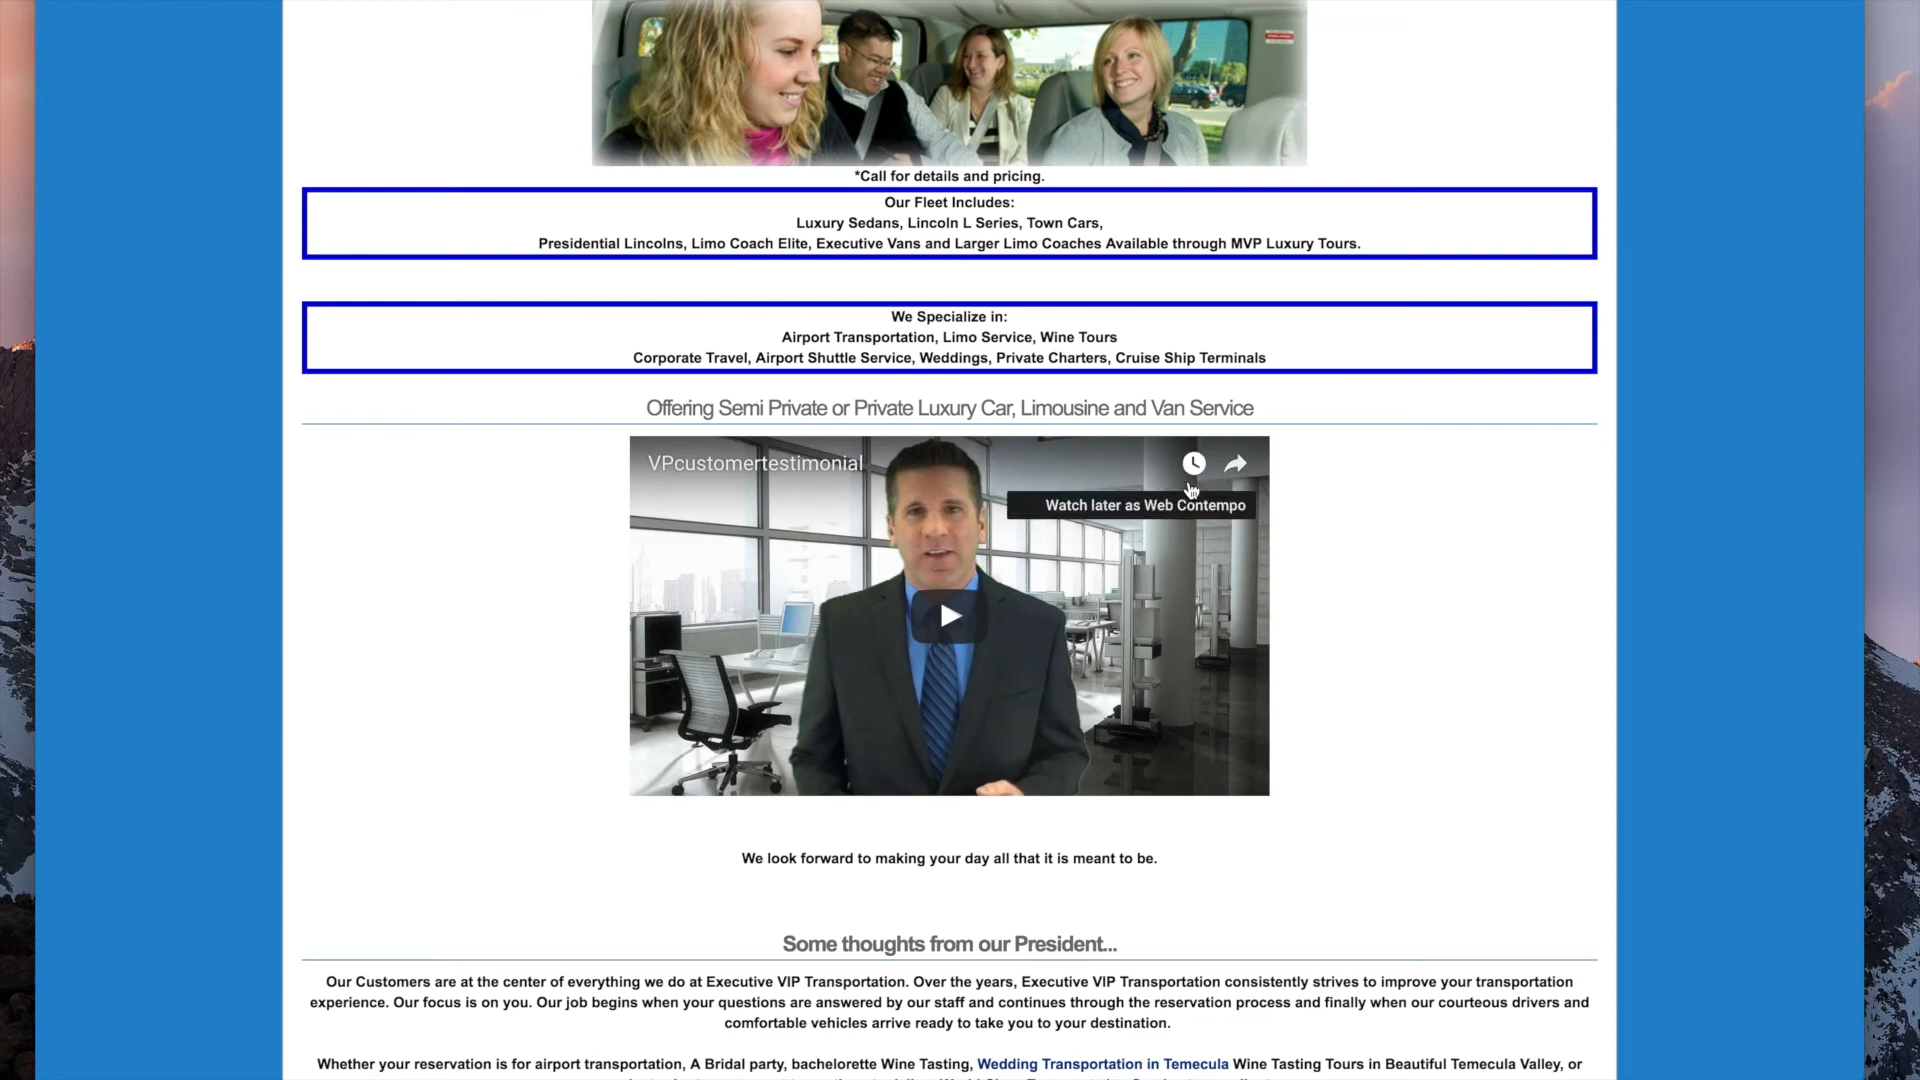 *Call for details and pricing.
Our Fleet Includes:
Luxury Sedans, Lincoln L Series, Town Cars,
Presidential Lincolns, Limo Coach Elite, Executive Vans and Larger Limo Coaches Available through MVP Luxury Tours.
We Specialize in:
Airport Transportation, Limo Service, Wine Tours
Corporate Travel, Airport Shuttle Service, Weddings, Private Charters, Cruise Ship Terminals
Offering Semi Private or Private Luxury Car, Limousine and Van Service
VPcustomertestimonial
Watch later as Web Contempo
We look forward to making your day all that it is meant to be.
Some thoughts from our President...
Our Customers are at the center of everything we do at Executive VIP Transportation. Over the years, Executive VIP Transportation consistently strives to improve your transportation
experience. Our focus is on you. Our job begins when your questions are answered by our staff and continues through the reservation process and finally when our courteous drivers and
comfortable vehicles arrive ready to take you to your destination.
Whether your reservation is for airport transportation, A Bridal party, bachelorette Wine Tasting, Wedding Transportation in Temecula Wine Tasting Tours in Beautiful Temecula Valley, or